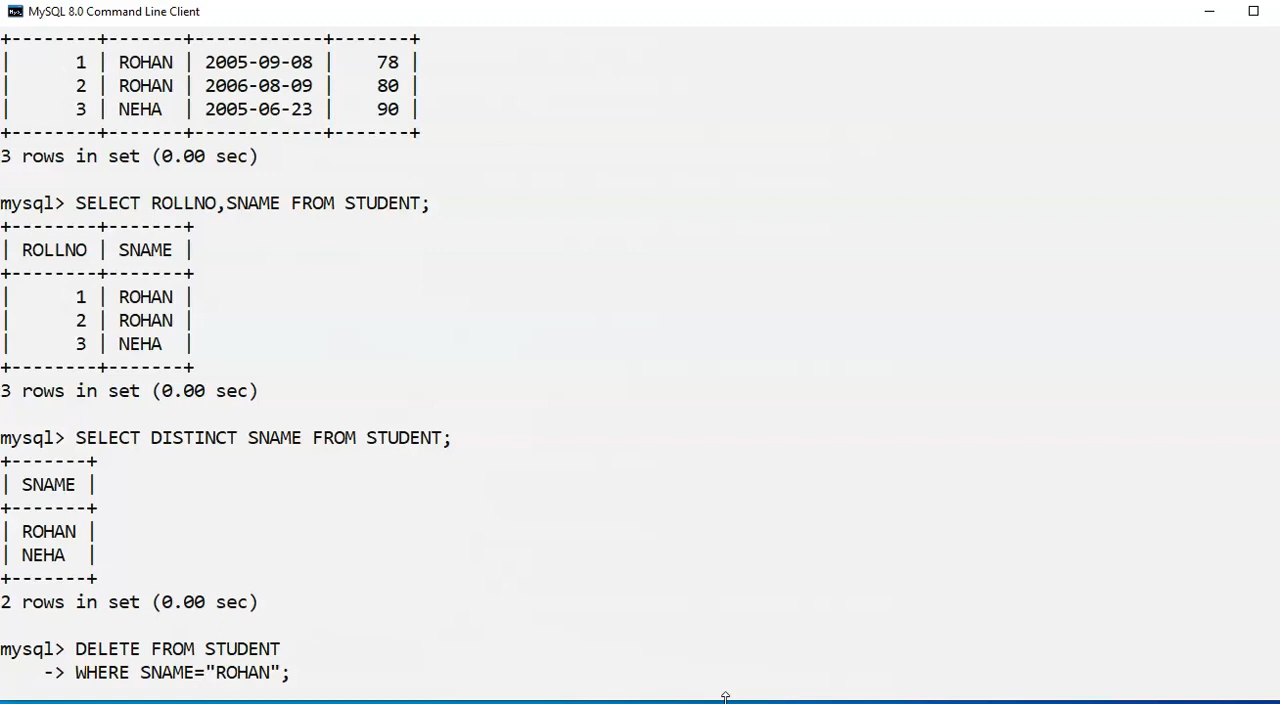 MySQL 8.0 Command Line Client
+--------+-------+------------+-------+
|      1 | ROHAN | 2005-09-08 |    78 |
|      2 | ROHAN | 2006-08-09 |    80 |
|      3 | NEHA  | 2005-06-23 |    90 |
+--------+-------+------------+-------+
3 rows in set (0.00 sec)
mysql> SELECT ROLLNO,SNAME FROM STUDENT;
+--------+-------+
| ROLLNO | SNAME |
+--------+-------+
|      1 | ROHAN |
|      2 | ROHAN |
|      3 | NEHA  |
+--------+-------+
3 rows in set (0.00 sec)
mysql> SELECT DISTINCT SNAME FROM STUDENT;
+-------+
| SNAME |
+-------+
| ROHAN |
| NEHA  |
+-------+
2 rows in set (0.00 sec)
mysql> DELETE FROM STUDENT
    -> WHERE SNAME="ROHAN";